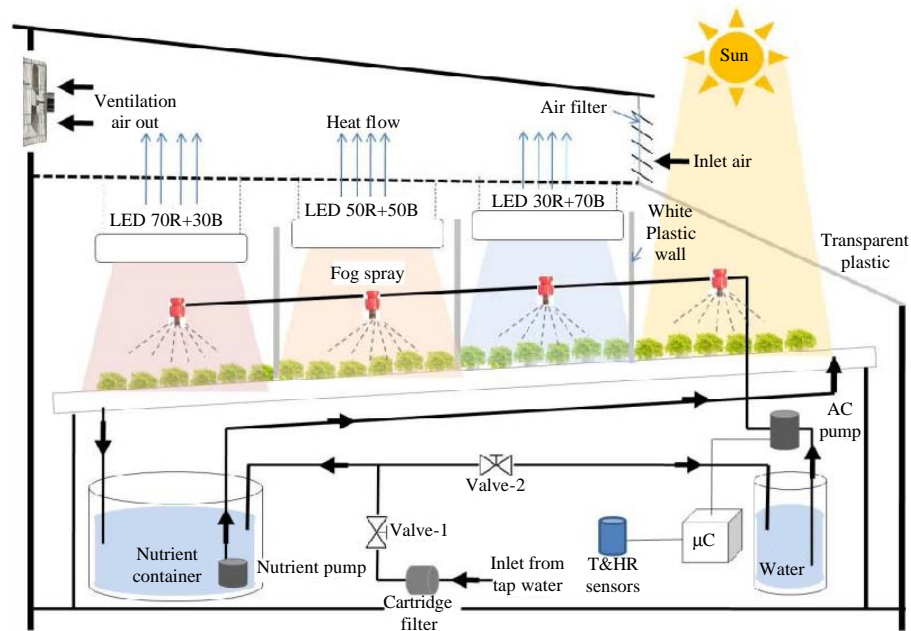 Sun
Ventilation
air out
Heat flow
Air filter
Inlet air
LED 70R+30B
LED 50R+50B
LED 30R+70B
White
Plastic
wall
Transparent
plastic
Fog spray
AC
pump
Valve-2
Valve-1
Nutrient
container
Nutrient pump
Inlet from
tap water
Cartridge
filter
T&HR
sensors
µC
Water